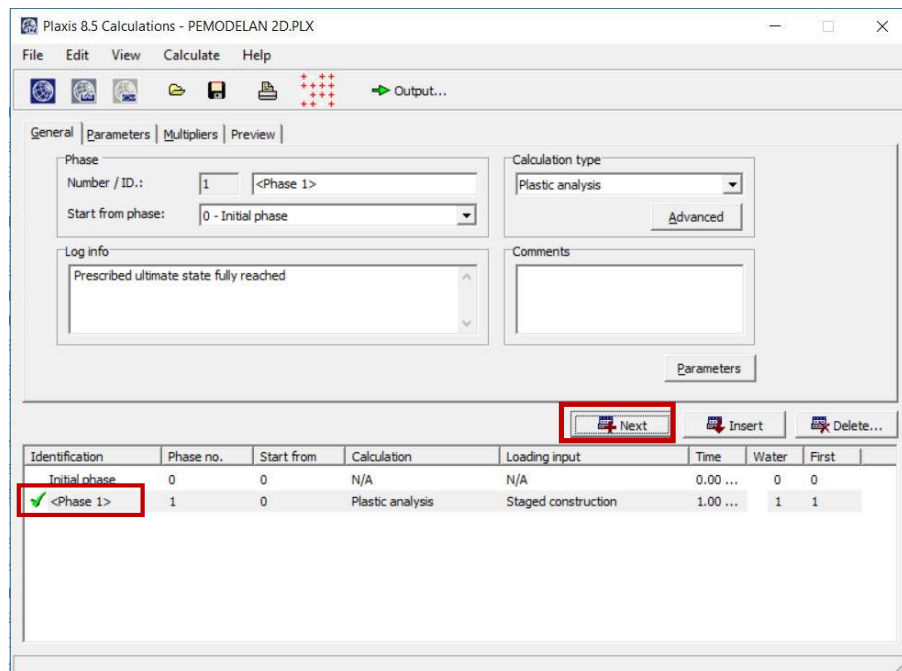 Plaxis 8.5 Calculations - PEMODELAN 2D.PLX
File Edit View Calculate Help
Output...
General Parameters Multipliers Preview
Phase
Number / ID.: 1 <Phase 1>
Start from phase: 0 - Initial phase
Calculation type
Plastic analysis
Advanced
Log info
Prescribed ultimate state fully reached
Comments
Parameters
Next Insert Delete...
Identification Phase no. Start from Calculation Loading input Time Water First
Initial phase 0 0 N/A N/A 0.00 ... 0 0
<Phase 1> 1 0 Plastic analysis Staged construction 1.00 ... 1 1